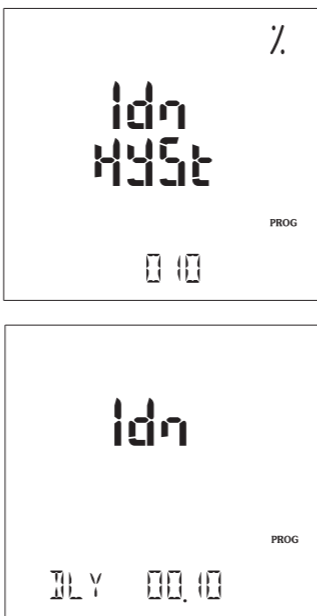 %
Idn
HYSt
PROG
010
Idn
PROG
DLY 00.10